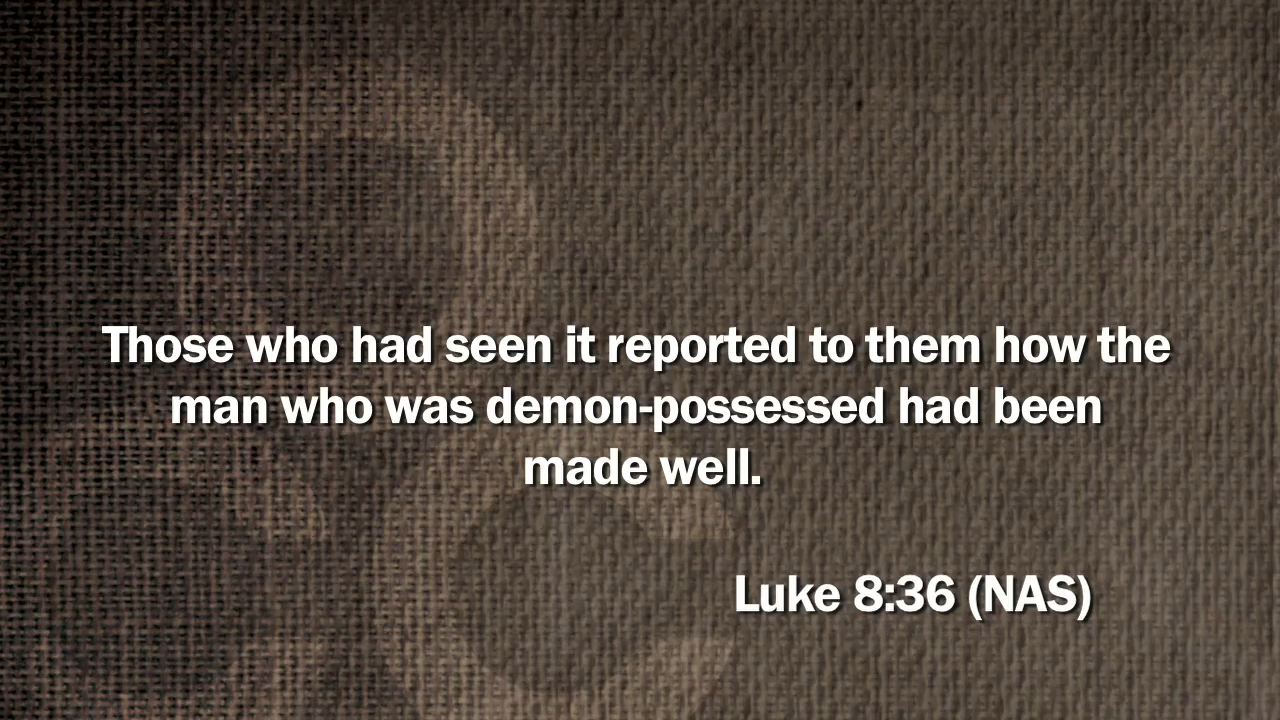 Those who had seen it reported to them how the
man who was demon-possessed had been
made well.
Luke 8:36 (NAS)